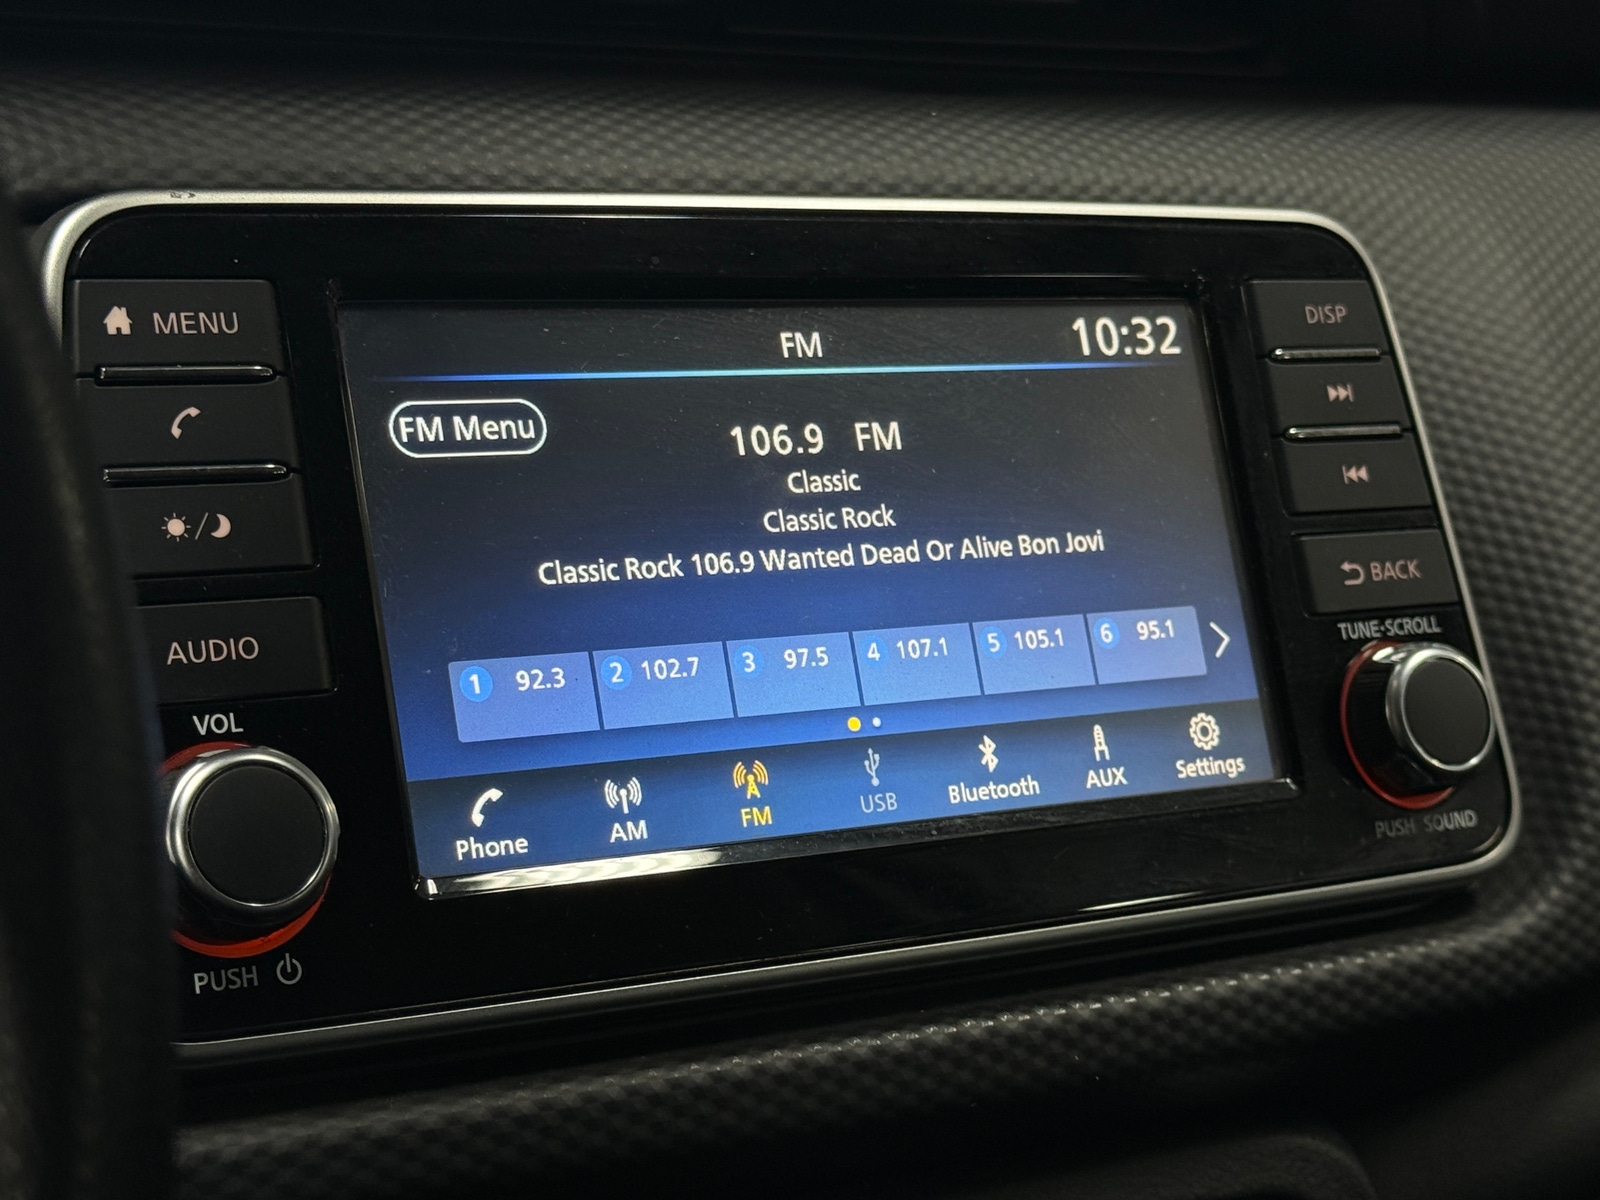 MENU
DISP
FM
10:32
FM Menu
106.9 FM
Classic
Classic Rock
Classic Rock 106.9 Wanted Dead Or Alive Bon Jovi
BACK
AUDIO
TUNE·SCROLL
1 92.3
2 102.7
3 97.5
4 107.1
5 105.1
6 95.1
VOL
Phone
AM
FM
USB
Bluetooth
AUX
Settings
PUSH SOUND
PUSH